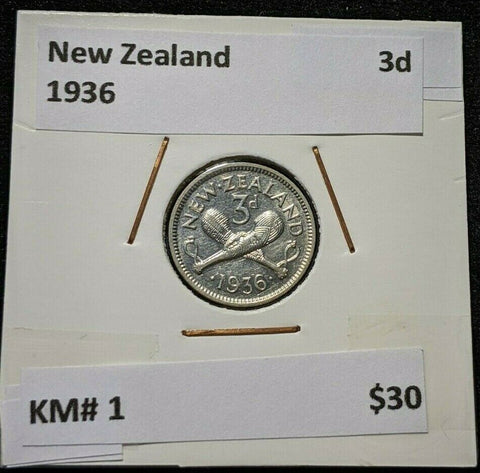 New Zealand 3d
1936
NEW·ZEALAND
3d
·1936·
KM# 1 $30